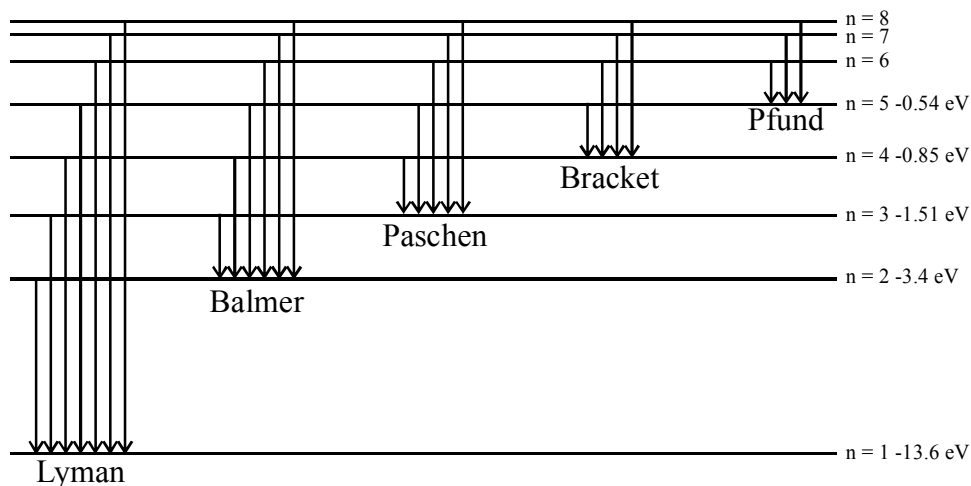 n = 8
n = 7
n = 6
n = 5 -0.54 eV
Pfund
n = 4 -0.85 eV
Bracket
n = 3 -1.51 eV
Paschen
n = 2 -3.4 eV
Balmer
n = 1 -13.6 eV
Lyman